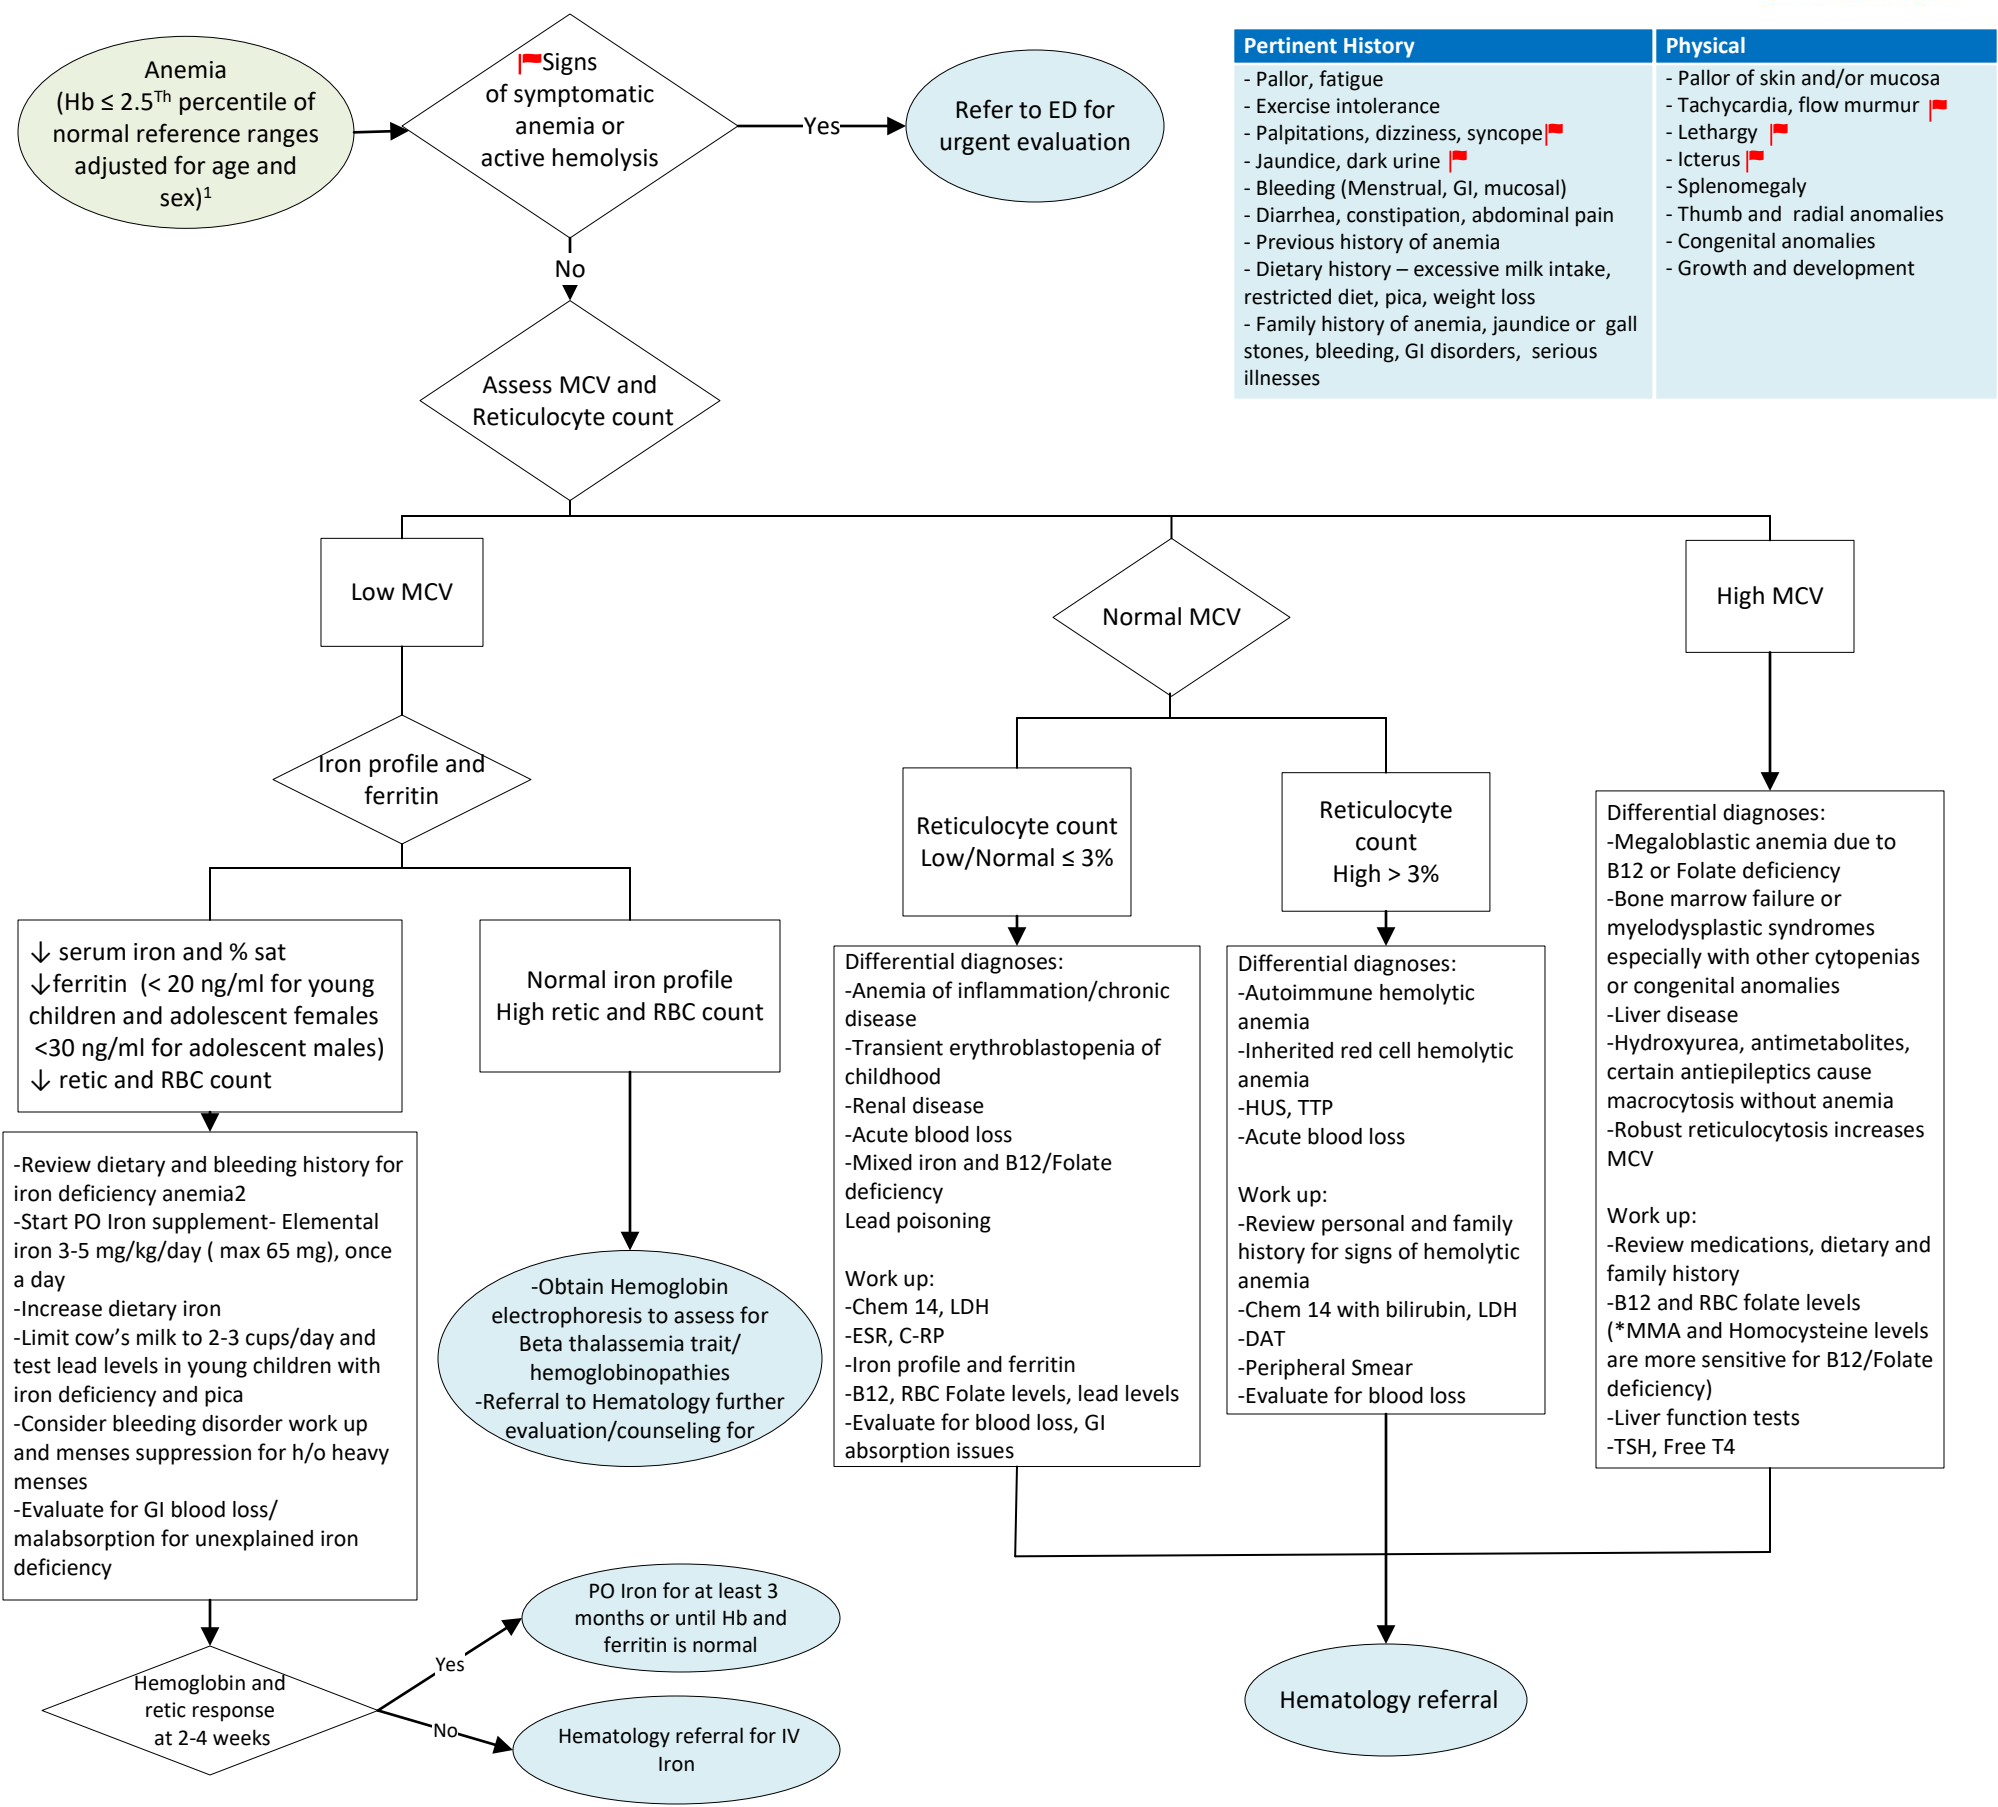 Anemia
(Hb ≤ 2.5Th percentile of
normal reference ranges
adjusted for age and
sex)1
Signs
of symptomatic
anemia or
active hemolysis
Yes
Refer to ED for
urgent evaluation
No
Pertinent History
- Pallor, fatigue
- Exercise intolerance
- Palpitations, dizziness, syncope
- Jaundice, dark urine
- Bleeding (Menstrual, GI, mucosal)
- Diarrhea, constipation, abdominal pain
- Previous history of anemia
- Dietary history – excessive milk intake,
restricted diet, pica, weight loss
- Family history of anemia, jaundice or gall
stones, bleeding, GI disorders, serious
illnesses
Physical
- Pallor of skin and/or mucosa
- Tachycardia, flow murmur
- Lethargy
- Icterus
- Splenomegaly
- Thumb and radial anomalies
- Congenital anomalies
- Growth and development
Assess MCV and
Reticulocyte count
Low MCV
Normal MCV
High MCV
Iron profile and
ferritin
↓ serum iron and % sat
↓ferritin (< 20 ng/ml for young
children and adolescent females
<30 ng/ml for adolescent males)
↓ retic and RBC count
Normal iron profile
High retic and RBC count
-Review dietary and bleeding history for
iron deficiency anemia2
-Start PO Iron supplement- Elemental
iron 3-5 mg/kg/day ( max 65 mg), once
a day
-Increase dietary iron
-Limit cow's milk to 2-3 cups/day and
test lead levels in young children with
iron deficiency and pica
-Consider bleeding disorder work up
and menses suppression for h/o heavy
menses
-Evaluate for GI blood loss/
malabsorption for unexplained iron
deficiency
-Obtain Hemoglobin
electrophoresis to assess for
Beta thalassemia trait/
hemoglobinopathies
-Referral to Hematology further
evaluation/counseling for
Hemoglobin and
retic response
at 2-4 weeks
Yes
PO Iron for at least 3
months or until Hb and
ferritin is normal
No
Hematology referral for IV
Iron
Reticulocyte count
Low/Normal ≤ 3%
Differential diagnoses:
-Anemia of inflammation/chronic
disease
-Transient erythroblastopenia of
childhood
-Renal disease
-Acute blood loss
-Mixed iron and B12/Folate
deficiency
Lead poisoning
Work up:
-Chem 14, LDH
-ESR, C-RP
-Iron profile and ferritin
-B12, RBC Folate levels, lead levels
-Evaluate for blood loss, GI
absorption issues
Reticulocyte
count
High > 3%
Differential diagnoses:
-Autoimmune hemolytic
anemia
-Inherited red cell hemolytic
anemia
-HUS, TTP
-Acute blood loss
Work up:
-Review personal and family
history for signs of hemolytic
anemia
-Chem 14 with bilirubin, LDH
-DAT
-Peripheral Smear
-Evaluate for blood loss
Differential diagnoses:
-Megaloblastic anemia due to
B12 or Folate deficiency
-Bone marrow failure or
myelodysplastic syndromes
especially with other cytopenias
or congenital anomalies
-Liver disease
-Hydroxyurea, antimetabolites,
certain antiepileptics cause
macrocytosis without anemia
-Robust reticulocytosis increases
MCV
Work up:
-Review medications, dietary and
family history
-B12 and RBC folate levels
(*MMA and Homocysteine levels
are more sensitive for B12/Folate
deficiency)
-Liver function tests
-TSH, Free T4
Hematology referral